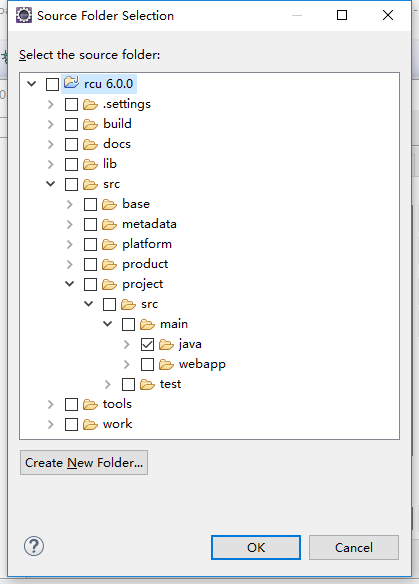 Source Folder Selection
Select the source folder:
rcu 6.0.0
.settings
build
docs
lib
src
base
metadata
platform
product
project
src
main
java
webapp
test
tools
work
Create New Folder...
OK
Cancel